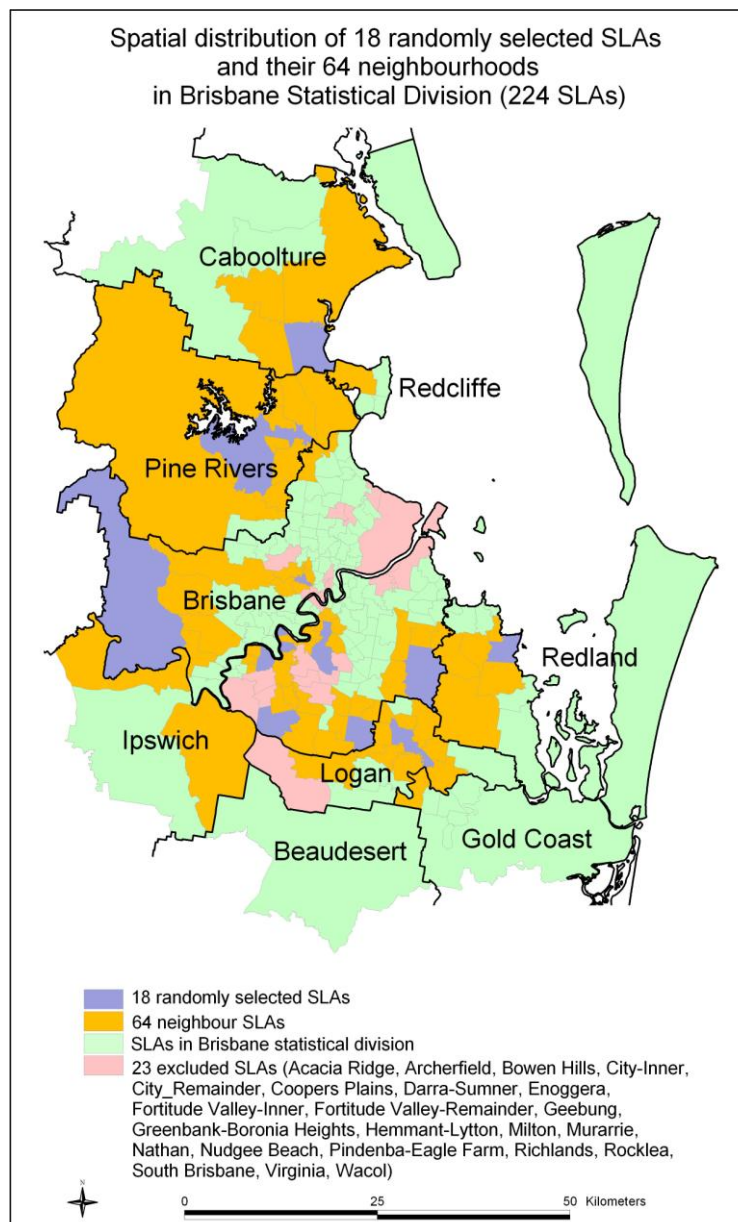 Spatial distribution of 18 randomly selected SLAs
and their 64 neighbourhoods
in Brisbane Statistical Division (224 SLAs)
Caboolture
Redcliffe
Pine Rivers
Brisbane
Redland
Ipswich
Logan
Beaudesert
Gold Coast
18 randomly selected SLAs
64 neighbour SLAs
SLAs in Brisbane statistical division
23 excluded SLAs (Acacia Ridge, Archerfield, Bowen Hills, City-Inner,
City_Remainder, Coopers Plains, Darra-Sumner, Enoggera,
Fortitude Valley-Inner, Fortitude Valley-Remainder, Geebung,
Greenbank-Boronia Heights, Hemmant-Lytton, Milton, Murarrie,
Nathan, Nudgee Beach, Pindenba-Eagle Farm, Richlands, Rocklea,
South Brisbane, Virginia, Wacol)
N
0 25 50 Kilometers